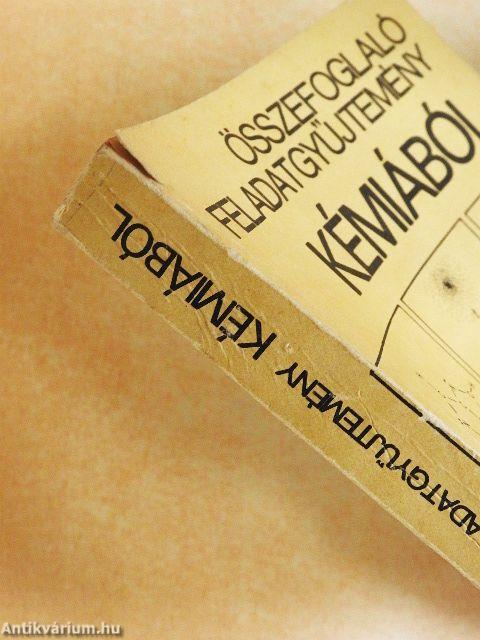 ÖSSZEFOGLALÓ
FELADATGYŰJTEMÉNY
KÉMIÁBÓL
ADATGYŰJTEMÉNY KÉMIÁBÓL
Antikvárium.hu